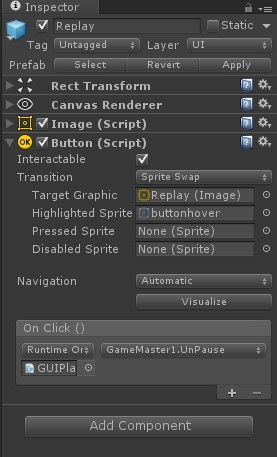 Inspector
Replay Static
Tag Untagged Layer UI
Prefab Select Revert Apply
Rect Transform
Canvas Renderer
Image (Script)
OK Button (Script)
Interactable
Transition Sprite Swap
Target Graphic Replay (Image)
Highlighted Sprite buttonhover
Pressed Sprite None (Sprite)
Disabled Sprite None (Sprite)
Navigation Automatic
Visualize
On Click ()
Runtime Or GameMaster1.UnPause
GUIPla
+ −
Add Component